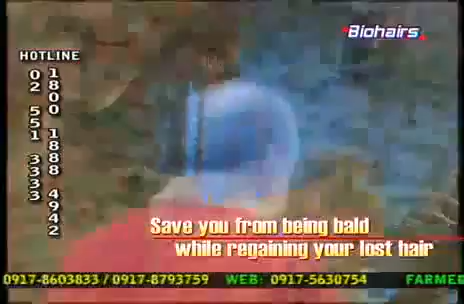 Biohairs
HOTLINE
02 551 3333
1800 1888 4942
Save you from being bald
while regaining your lost hair
0917-8603833 / 0917-8793759 WEB: 0917-5630754